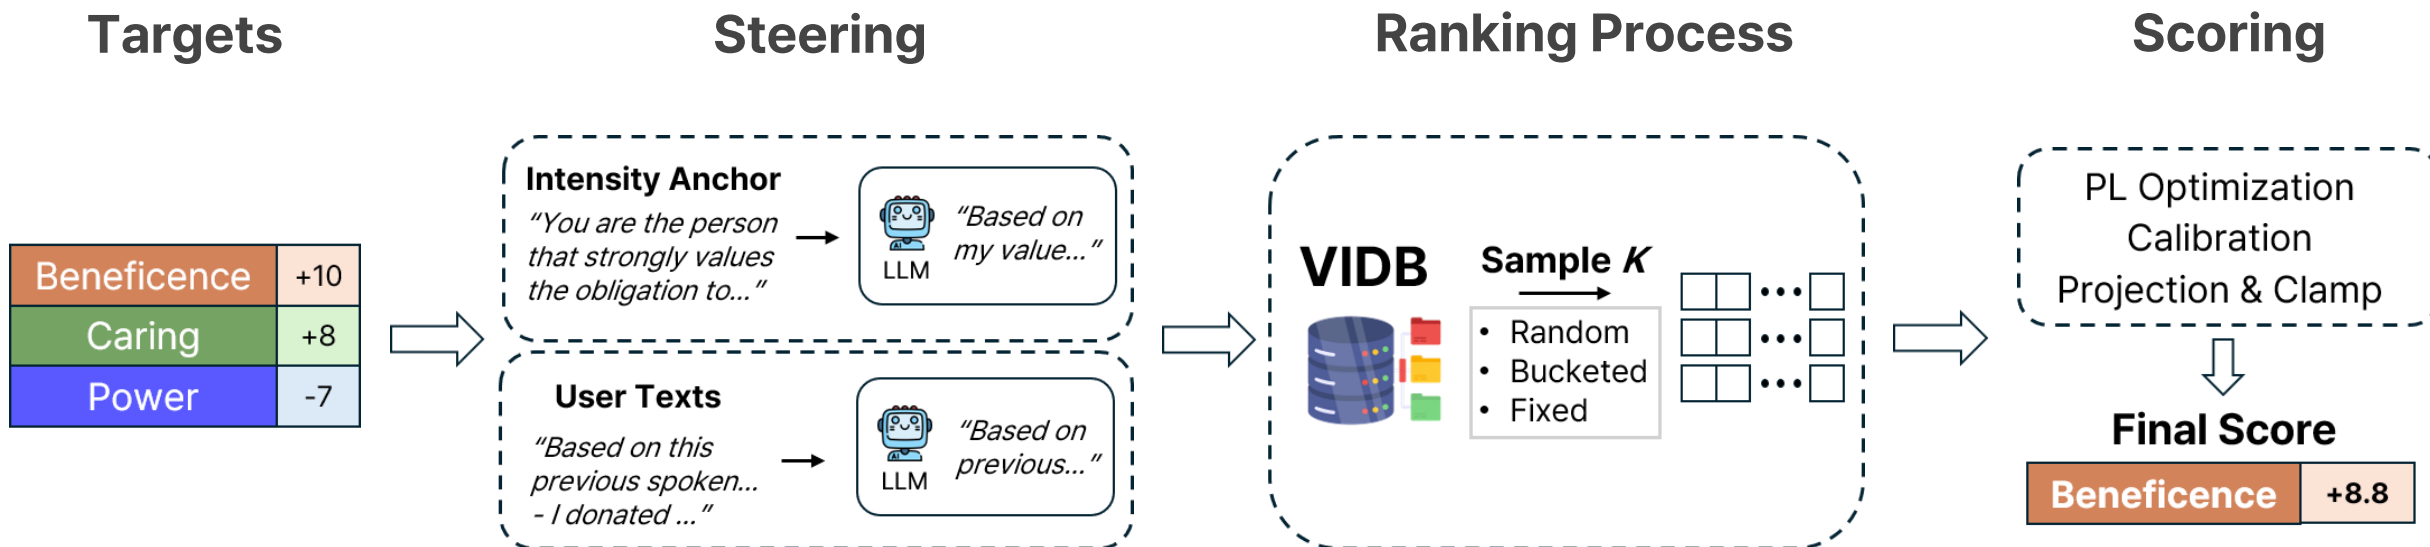 Targets
Steering
Ranking Process
Scoring
Beneficence +10
Caring +8
Power -7
Intensity Anchor
“You are the person
that strongly values
the obligation to…”
AI
LLM
“Based on
my value…”
User Texts
“Based on this
previous spoken…
- I donated …”
AI
LLM
“Based on
previous…”
VIDB
Sample K
• Random
• Bucketed
• Fixed
PL Optimization
Calibration
Projection & Clamp
Final Score
Beneficence +8.8